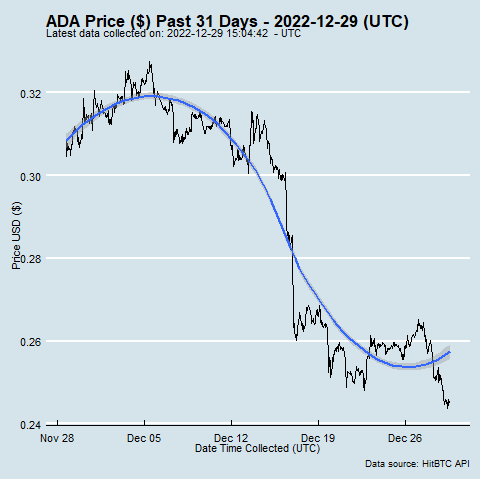 ADA Price ($) Past 31 Days - 2022-12-29 (UTC)
Latest data collected on: 2022-12-29 15:04:42  - UTC
Price USD ($)
0.32
0.30
0.28
0.26
0.24
Nov 28
Dec 05
Dec 12
Dec 19
Dec 26
Date Time Collected (UTC)
Data source: HitBTC API